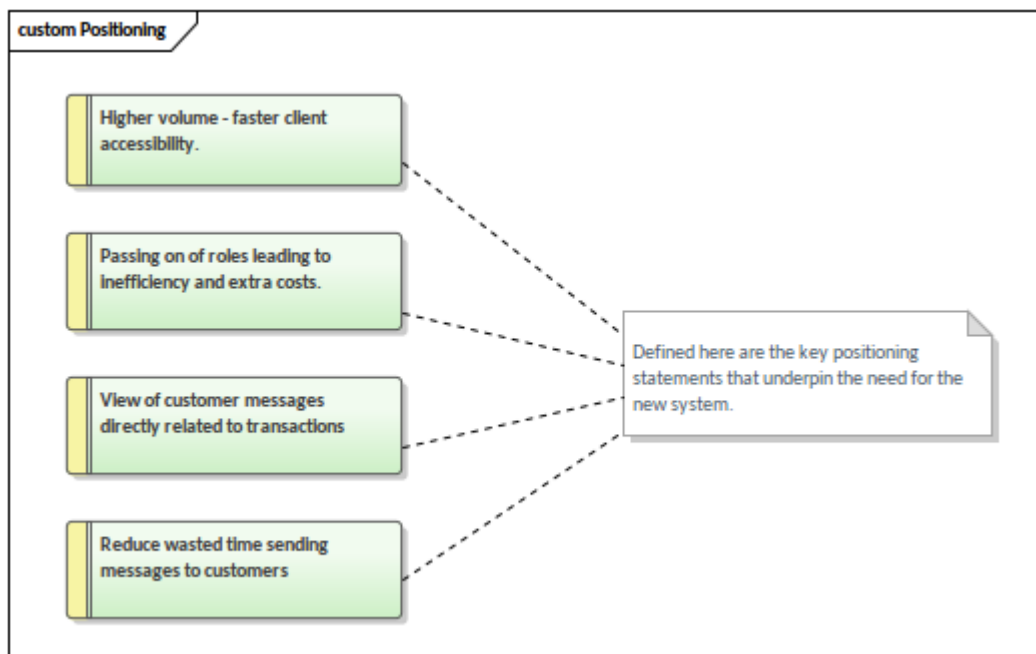 custom Positioning
Higher volume - faster client
accessibility.
Passing on of roles leading to
inefficiency and extra costs.
View of customer messages
directly related to transactions
Reduce wasted time sending
messages to customers
Defined here are the key positioning
statements that underpin the need for the
new system.